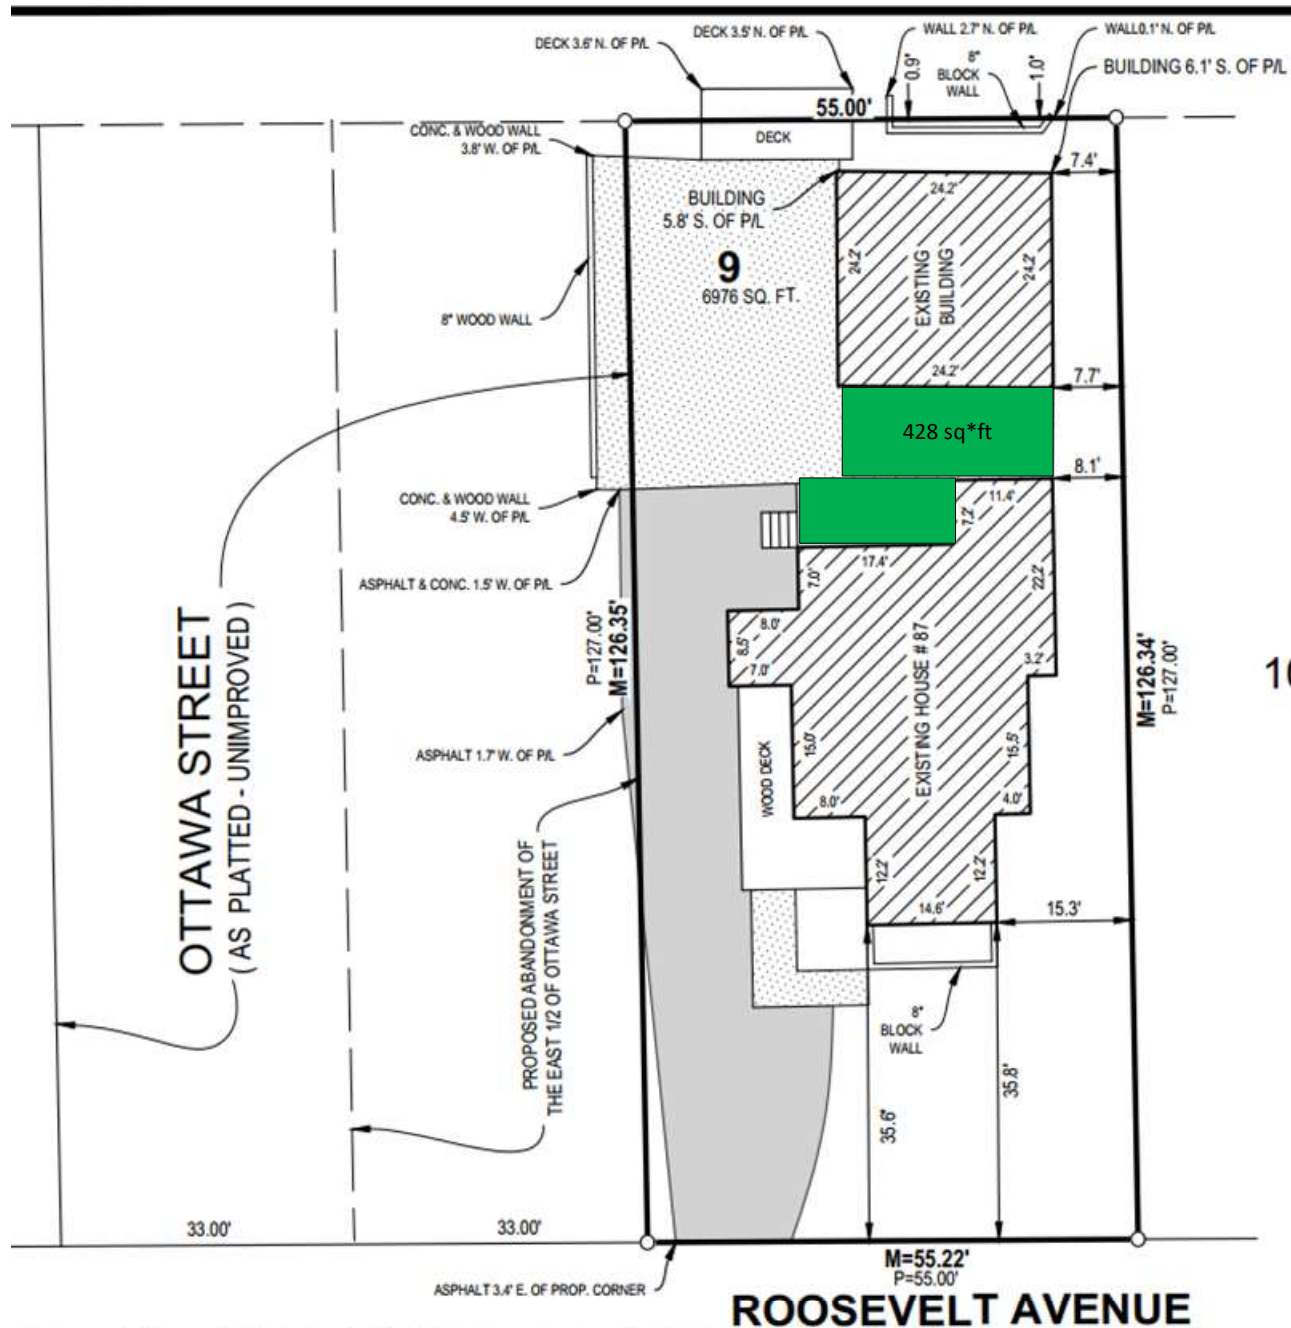 DECK 3.6' N. OF P/L
DECK 3.5' N. OF P/L
WALL 2.7' N. OF P/L
WALL 0.1' N. OF P/L
BUILDING 6.1' S. OF P/L
0.9'
8"
BLOCK
WALL
1.0'
55.00'
DECK
CONC. & WOOD WALL
3.8' W. OF P/L
7.4'
BUILDING
5.8' S. OF P/L
24.2'
24.2'
24.2'
24.2'
EXISTING
BUILDING
9
6976 SQ. FT.
8" WOOD WALL
7.7'
428 sq*ft
8.1'
CONC. & WOOD WALL
4.5' W. OF P/L
11.4'
7.2'
17.4'
7.0'
22.2'
ASPHALT & CONC. 1.5' W. OF P/L
OTTAWA STREET
( AS PLATTED - UNIMPROVED )
P=127.00'
M=126.35'
8.0'
8.5'
7.0'
3.2'
EXISTING HOUSE # 87
M=126.34'
P=127.00'
10
ASPHALT 1.7' W. OF P/L
WOOD DECK
15.0'
15.5'
8.0'
4.0'
PROPOSED ABANDONMENT OF
THE EAST 1/2 OF OTTAWA STREET
12.2'
12.2'
14.6'
15.3'
8"
BLOCK
WALL
35.6'
35.8'
33.00'
33.00'
ASPHALT 3.4' E. OF PROP. CORNER
M=55.22'
P=55.00'
ROOSEVELT AVENUE